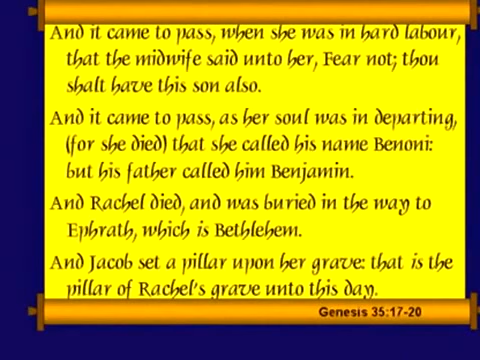 And it came to pass, when she was in hard labour,
that the midwife said unto her, Fear not; thou
shalt have this son also.
And it came to pass, as her soul was in departing,
(for she died) that she called his name Benoni:
but his father called him Benjamin.
And Rachel died, and was buried in the way to
Ephrath, which is Bethlehem.
And Jacob set a pillar upon her grave: that is the
pillar of Rachel's grave unto this day.
Genesis 35:17-20